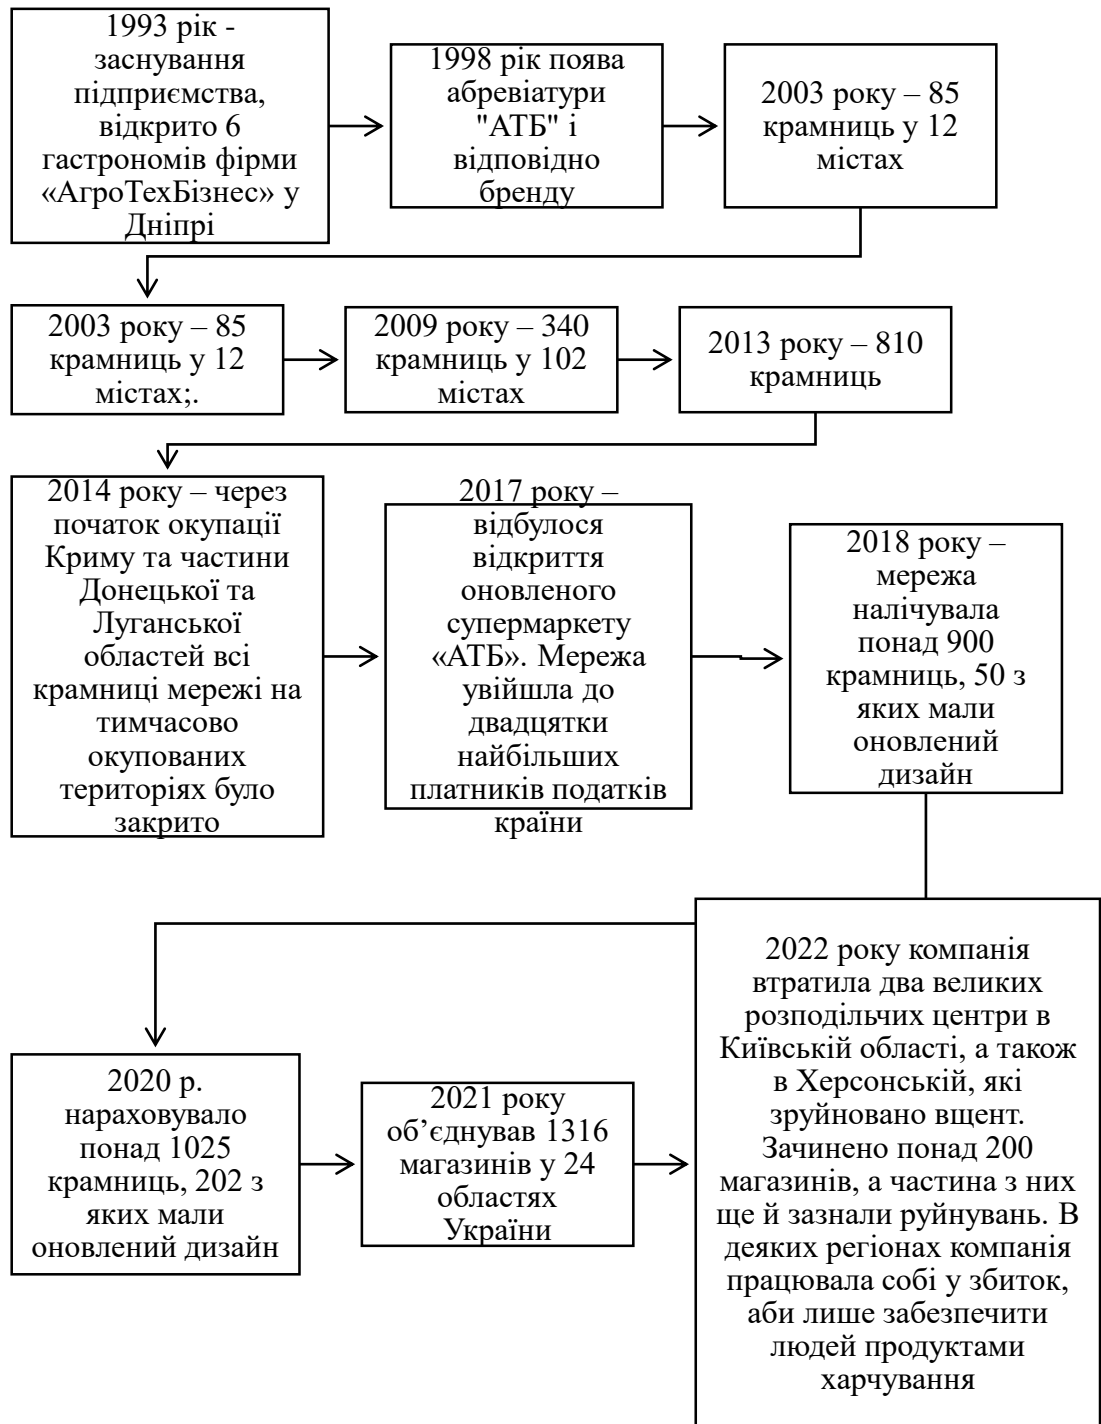 1993 рік -
заснування
підприємства,
відкрито 6
гастрономів фірми
«АгроТехБізнес» у
Дніпрі
1998 рік поява
абревіатури
"АТБ" і
відповідно
бренду
2003 року – 85
крамниць у 12
містах
2003 року – 85
крамниць у 12
містах;.
2009 року – 340
крамниць у 102
містах
2013 року – 810
крамниць
2014 року – через
початок окупації
Криму та частини
Донецької та
Луганської
областей всі
крамниці мережі на
тимчасово
окупованих
територіях було
закрито
2017 року –
відбулося
відкриття
оновленого
супермаркету
«АТБ». Мережа
увійшла до
двадцятки
найбільших
платників податків
країни
2018 року –
мережа
налічувала
понад 900
крамниць, 50 з
яких мали
оновлений
дизайн
2020 р.
нараховувало
понад 1025
крамниць, 202 з
яких мали
оновлений дизайн
2021 року
об’єднував 1316
магазинів у 24
областях
України
2022 року компанія
втратила два великих
розподільчих центри в
Київській області, а також
в Херсонській, які
зруйновано вщент.
Зачинено понад 200
магазинів, а частина з них
ще й зазнали руйнувань. В
деяких регіонах компанія
працювала собі у збиток,
аби лише забезпечити
людей продуктами
харчування